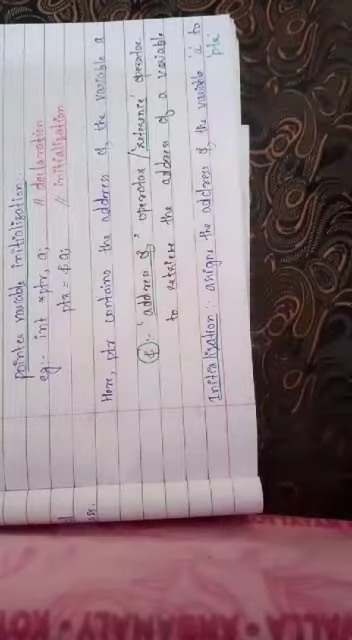 pointer variable initialization:-
eg:- int *ptr, a; // declaration
ptr = &a; // initialization
Here, ptr contains the address of the variable a
(&):- 'address of' operator / 'reference' operator
to retrieve the address of a variable
Initialization:- assigns the address of the variable 'a' to
ptr